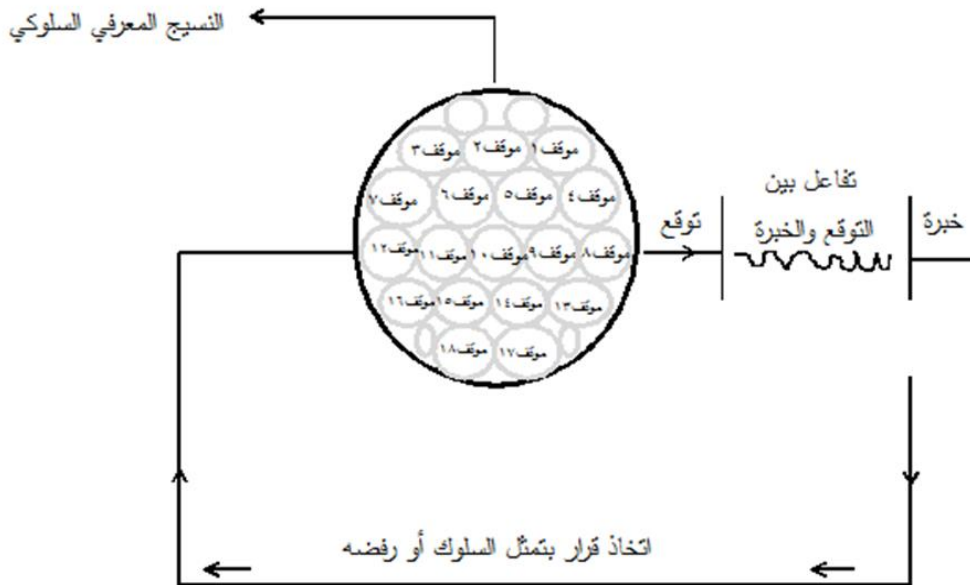 النسيج المعرفي السلوكي
موقف١ موقف٢ موقف٣
موقف٤ موقف٥ موقف٦ موقف٧
موقف٨ موقف٩ موقف١٠ موقف١١ موقف١٢
موقف١٣ موقف١٤ موقف١٥ موقف١٦
موقف١٧ موقف١٨
توقع
تفاعل بين
التوقع والخبرة
خبرة
اتخاذ قرار بتمثل السلوك أو رفضه